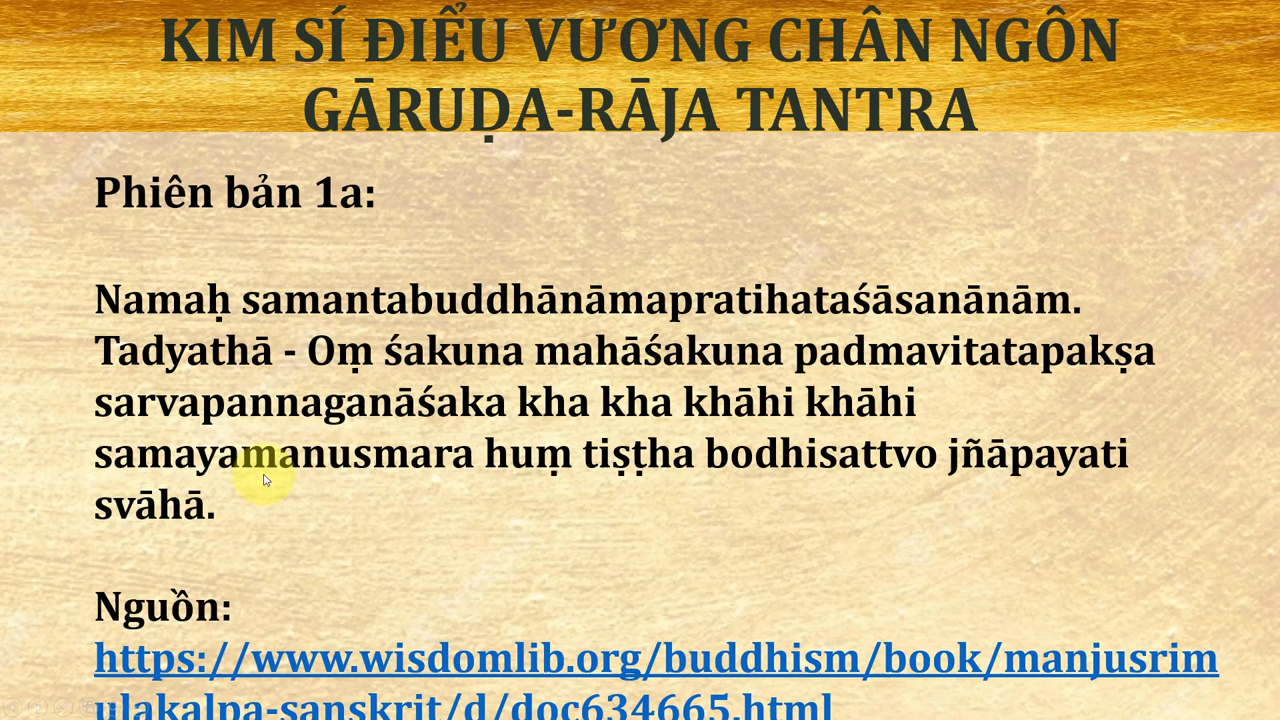 KIM SÍ ĐIỂU VƯƠNG CHÂN NGÔN
GĀRUḌA-RĀJA TANTRA
Phiên bản 1a:
Namaḥ samantabuddhānāmapratihataśāsanānām.
Tadyathā - Oṃ śakuna mahāśakuna padmavitatapakṣa
sarvapannaganāśaka kha kha khāhi khāhi
samayamanusmara huṃ tiṣṭha bodhisattvo jñāpayati
svāhā.
Nguồn:
https://www.wisdomlib.org/buddhism/book/manjusrim
ulakalpa-sanskrit/d/doc634665.html